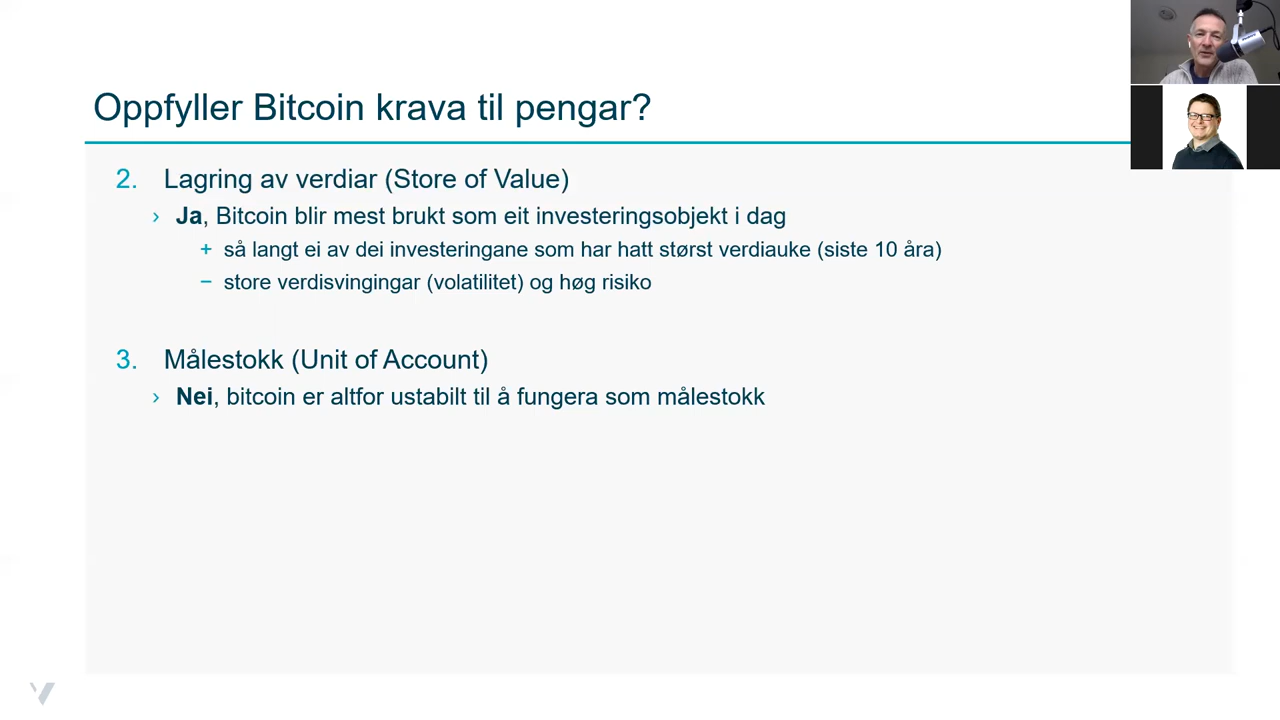 Oppfyller Bitcoin krava til pengar?
2. Lagring av verdiar (Store of Value)
› Ja, Bitcoin blir mest brukt som eit investeringsobjekt i dag
+ så langt ei av dei investeringane som har hatt størst verdiauke (siste 10 åra)
− store verdisvingingar (volatilitet) og høg risiko
3. Målestokk (Unit of Account)
› Nei, bitcoin er altfor ustabilt til å fungera som målestokk